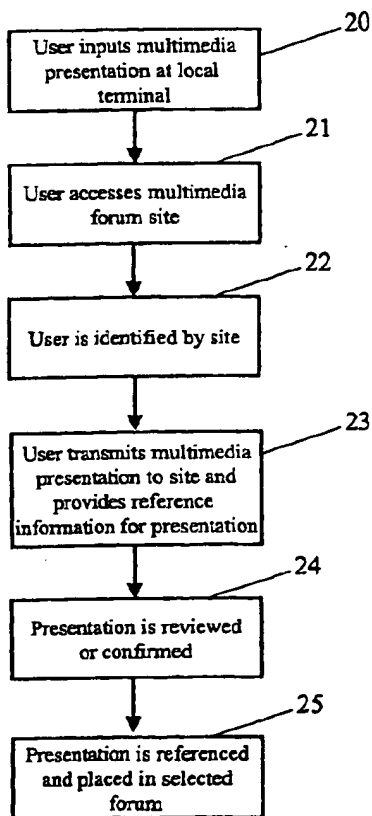 20
User inputs multimedia
presentation at local
terminal
21
User accesses multimedia
forum site
22
User is identified by site
23
User transmits multimedia
presentation to site and
provides reference
information for presentation
24
Presentation is reviewed
or confirmed
25
Presentation is referenced
and placed in selected
forum